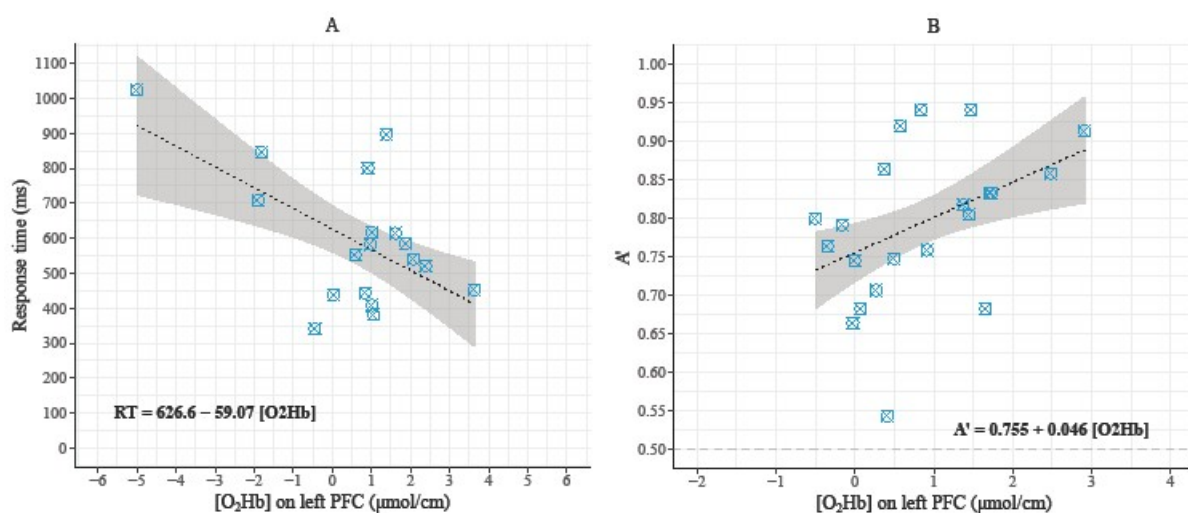 A
1100
1000
900
800
700
600
500
400
300
200
100
0
Response time (ms)
RT = 626.6 − 59.07 [O2Hb]
−6 −5 −4 −3 −2 −1 0 1 2 3 4 5 6
[O₂Hb] on left PFC (μmol/cm)
B
1.00
0.95
0.90
0.85
0.80
0.75
0.70
0.65
0.60
0.55
0.50
A'
A' = 0.755 + 0.046 [O2Hb]
−2 −1 0 1 2 3 4
[O₂Hb] on left PFC (μmol/cm)